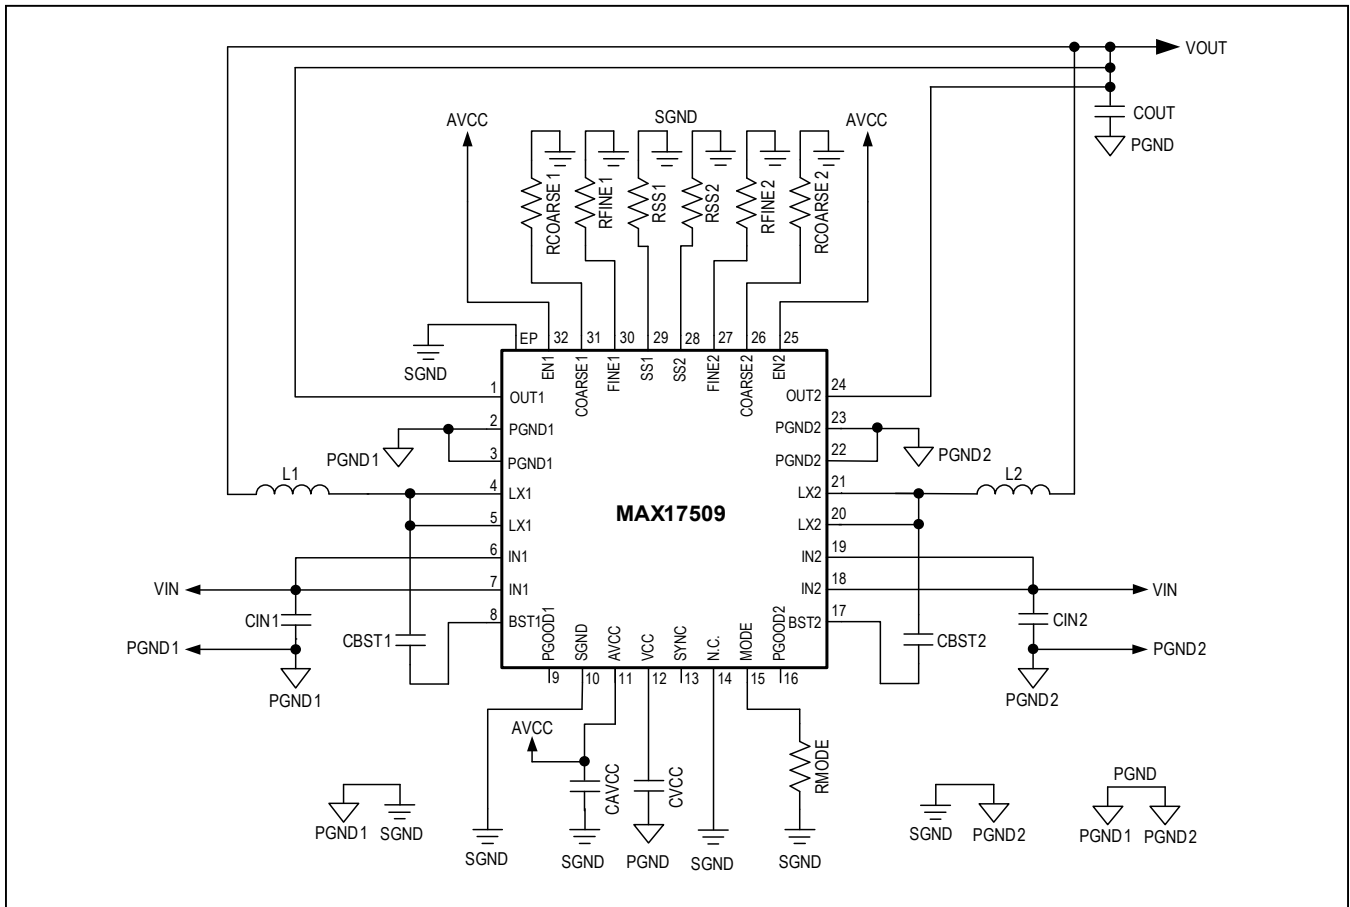 VOUT
AVCC
SGND
AVCC
COUT
PGND
RCOARSE1
RFINE1
RSS1
RSS2
RFINE2
RCOARSE2
EP
32
31
30
29
28
27
26
25
SGND
EN1
COARSE1
FINE1
SS1
SS2
FINE2
COARSE2
EN2
1
OUT1
OUT2
24
2
PGND1
PGND2
23
PGND1
3
PGND1
PGND2
22
PGND2
L1
4
LX1
LX2
21
L2
MAX17509
5
LX1
LX2
20
6
IN1
IN2
19
VIN
7
IN1
IN2
18
VIN
CIN1
8
BST1
BST2
17
CIN2
CBST1
CBST2
PGND1
PGND2
PGND1
PGND2
PGOOD1
SGND
AVCC
VCC
SYNC
N.C.
MODE
PGOOD2
9
10
11
12
13
14
15
16
AVCC
CAVCC
CVCC
RMODE
PGND
PGND1
SGND
SGND
SGND
PGND
SGND
SGND
SGND
PGND2
PGND1
PGND2